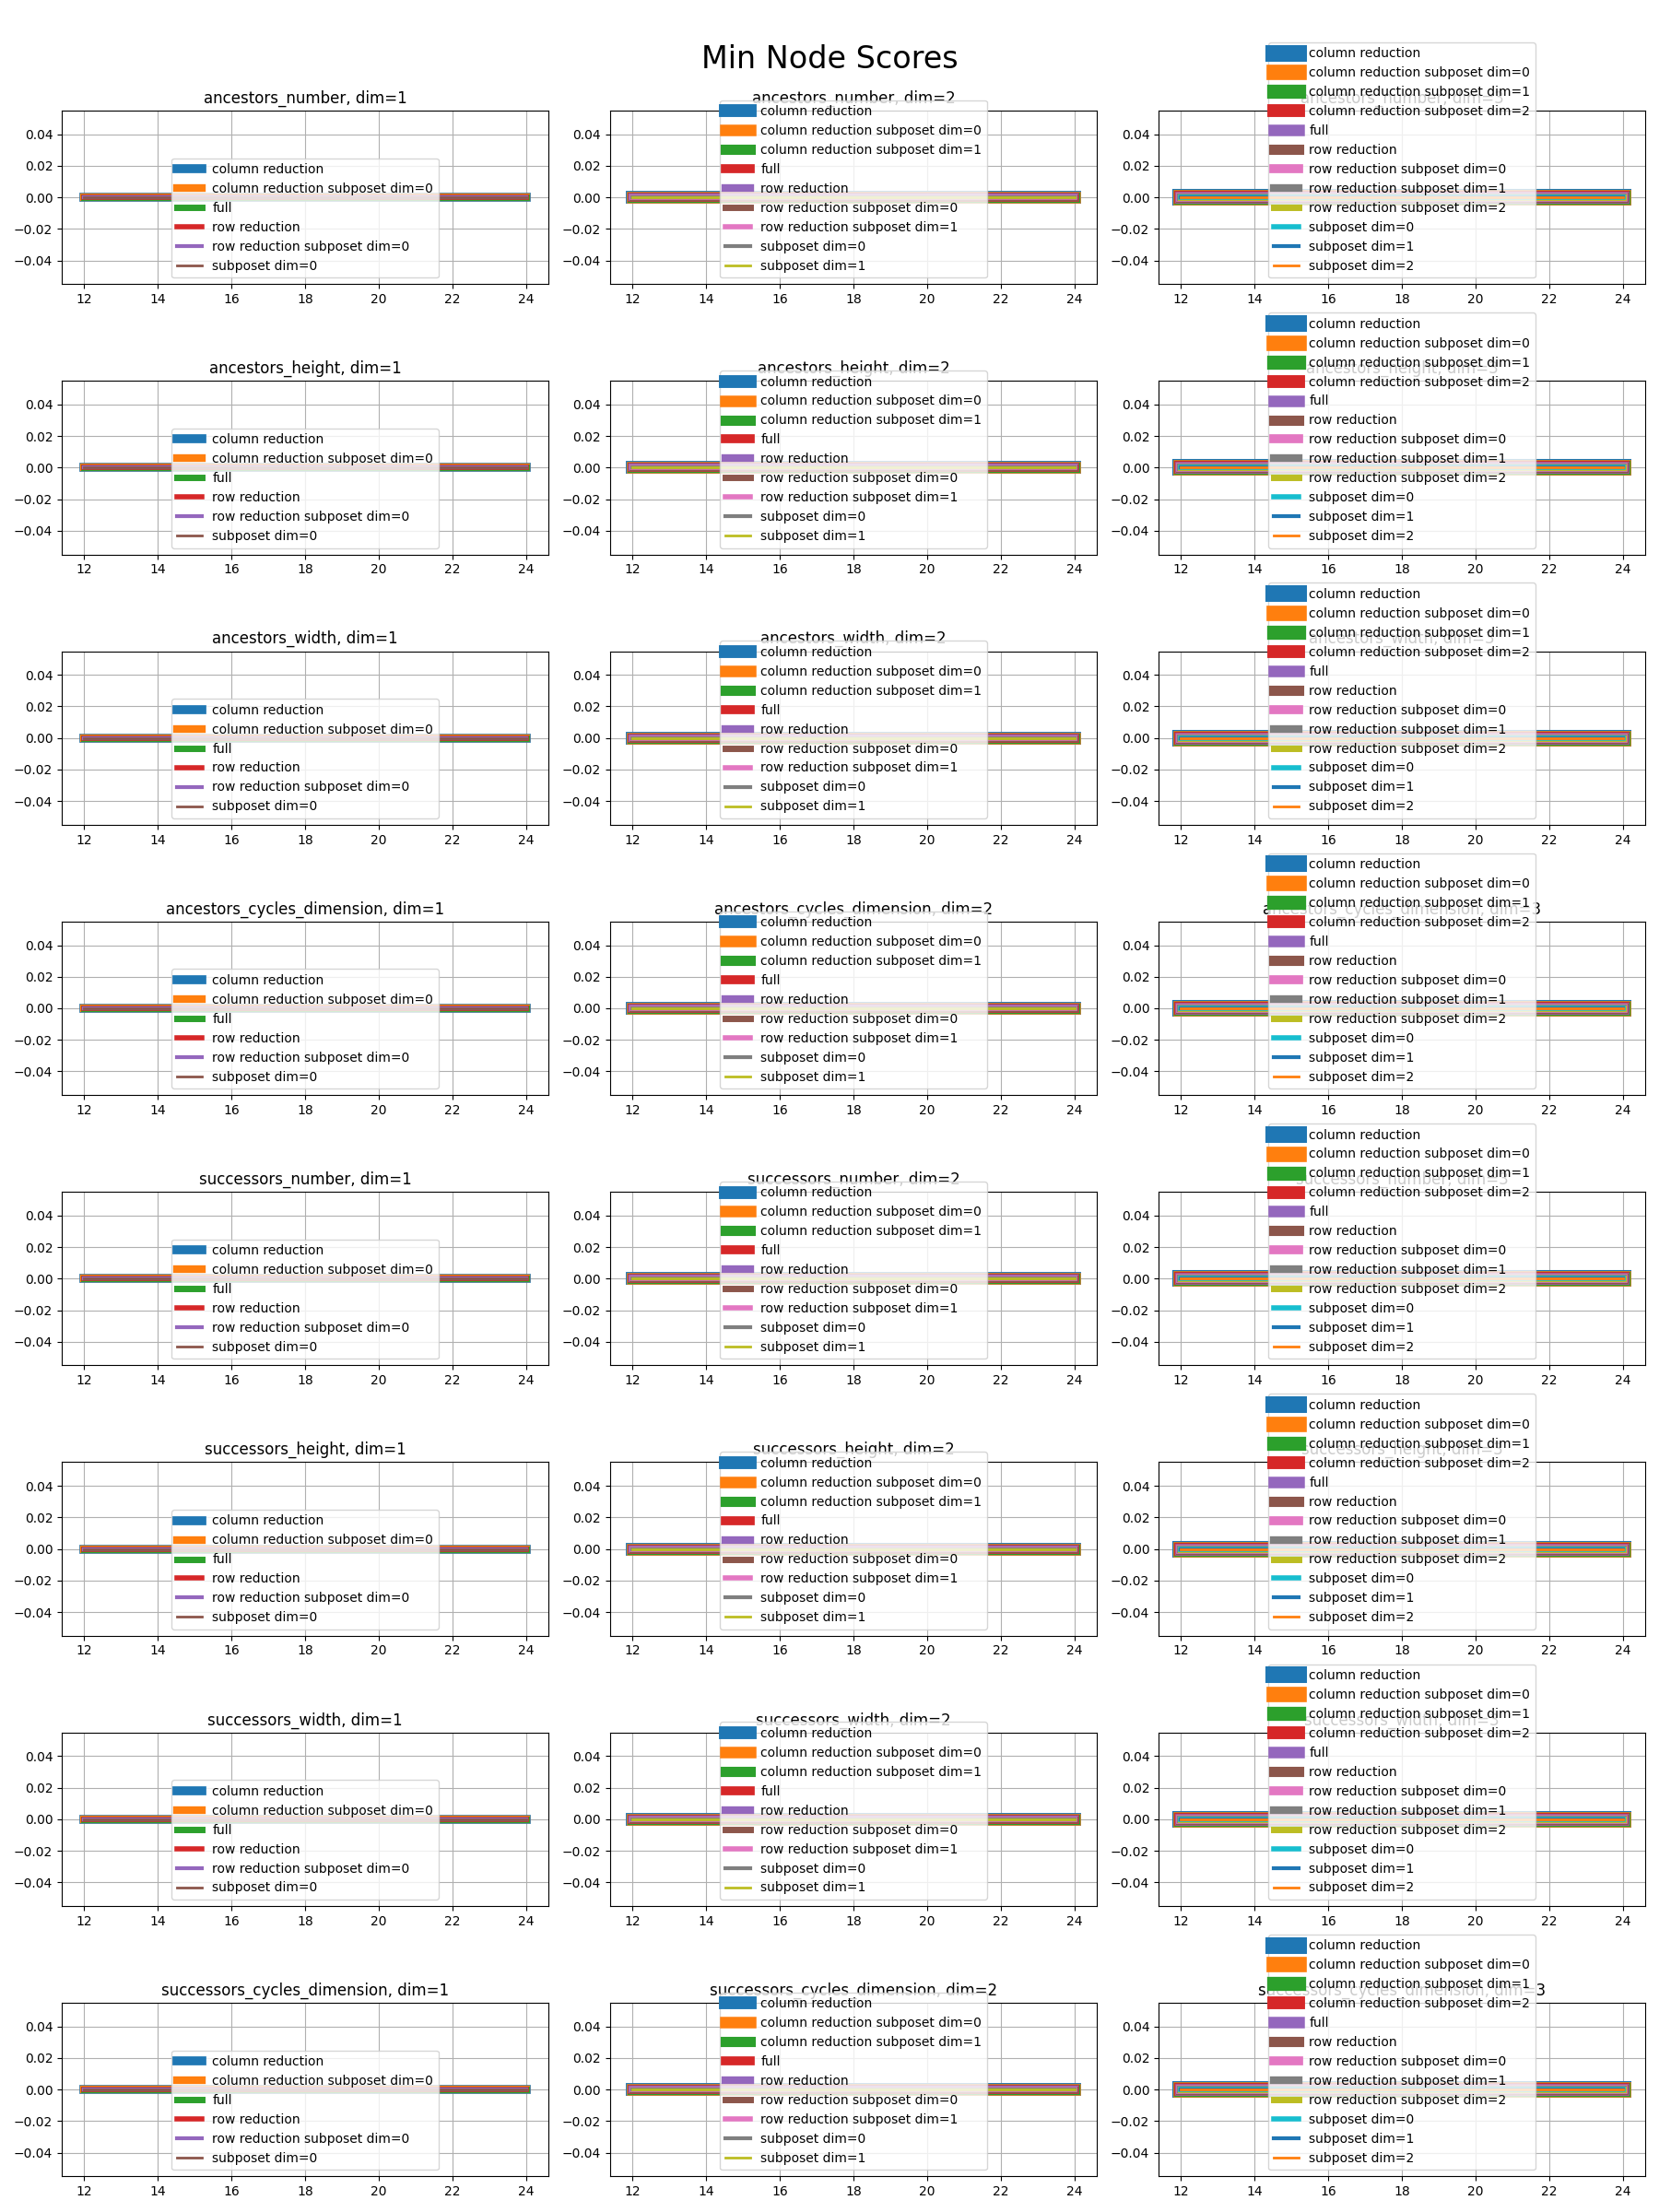 Min Node Scores
ancestors_number, dim=1
0.04
0.02
0.00
−0.02
−0.04
column reduction
column reduction subposet dim=0
full
row reduction
row reduction subposet dim=0
subposet dim=0
12 14 16 18 20 22 24
ancestors_number, dim=2
0.04
0.02
0.00
−0.02
−0.04
column reduction
column reduction subposet dim=0
column reduction subposet dim=1
full
row reduction
row reduction subposet dim=0
row reduction subposet dim=1
subposet dim=0
subposet dim=1
12 14 16 18 20 22 24
ancestors_number, dim=3
0.04
0.02
0.00
−0.02
−0.04
column reduction
column reduction subposet dim=0
column reduction subposet dim=1
column reduction subposet dim=2
full
row reduction
row reduction subposet dim=0
row reduction subposet dim=1
row reduction subposet dim=2
subposet dim=0
subposet dim=1
subposet dim=2
12 14 16 18 20 22 24
ancestors_height, dim=1
0.04
0.02
0.00
−0.02
−0.04
column reduction
column reduction subposet dim=0
full
row reduction
row reduction subposet dim=0
subposet dim=0
12 14 16 18 20 22 24
ancestors_height, dim=2
0.04
0.02
0.00
−0.02
−0.04
column reduction
column reduction subposet dim=0
column reduction subposet dim=1
full
row reduction
row reduction subposet dim=0
row reduction subposet dim=1
subposet dim=0
subposet dim=1
12 14 16 18 20 22 24
ancestors_height, dim=3
0.04
0.02
0.00
−0.02
−0.04
column reduction
column reduction subposet dim=0
column reduction subposet dim=1
column reduction subposet dim=2
full
row reduction
row reduction subposet dim=0
row reduction subposet dim=1
row reduction subposet dim=2
subposet dim=0
subposet dim=1
subposet dim=2
12 14 16 18 20 22 24
ancestors_width, dim=1
0.04
0.02
0.00
−0.02
−0.04
column reduction
column reduction subposet dim=0
full
row reduction
row reduction subposet dim=0
subposet dim=0
12 14 16 18 20 22 24
ancestors_width, dim=2
0.04
0.02
0.00
−0.02
−0.04
column reduction
column reduction subposet dim=0
column reduction subposet dim=1
full
row reduction
row reduction subposet dim=0
row reduction subposet dim=1
subposet dim=0
subposet dim=1
12 14 16 18 20 22 24
ancestors_width, dim=3
0.04
0.02
0.00
−0.02
−0.04
column reduction
column reduction subposet dim=0
column reduction subposet dim=1
column reduction subposet dim=2
full
row reduction
row reduction subposet dim=0
row reduction subposet dim=1
row reduction subposet dim=2
subposet dim=0
subposet dim=1
subposet dim=2
12 14 16 18 20 22 24
ancestors_cycles_dimension, dim=1
0.04
0.02
0.00
−0.02
−0.04
column reduction
column reduction subposet dim=0
full
row reduction
row reduction subposet dim=0
subposet dim=0
12 14 16 18 20 22 24
ancestors_cycles_dimension, dim=2
0.04
0.02
0.00
−0.02
−0.04
column reduction
column reduction subposet dim=0
column reduction subposet dim=1
full
row reduction
row reduction subposet dim=0
row reduction subposet dim=1
subposet dim=0
subposet dim=1
12 14 16 18 20 22 24
ancestors_cycles_dimension, dim=3
0.04
0.02
0.00
−0.02
−0.04
column reduction
column reduction subposet dim=0
column reduction subposet dim=1
column reduction subposet dim=2
full
row reduction
row reduction subposet dim=0
row reduction subposet dim=1
row reduction subposet dim=2
subposet dim=0
subposet dim=1
subposet dim=2
12 14 16 18 20 22 24
successors_number, dim=1
0.04
0.02
0.00
−0.02
−0.04
column reduction
column reduction subposet dim=0
full
row reduction
row reduction subposet dim=0
subposet dim=0
12 14 16 18 20 22 24
successors_number, dim=2
0.04
0.02
0.00
−0.02
−0.04
column reduction
column reduction subposet dim=0
column reduction subposet dim=1
full
row reduction
row reduction subposet dim=0
row reduction subposet dim=1
subposet dim=0
subposet dim=1
12 14 16 18 20 22 24
successors_number, dim=3
0.04
0.02
0.00
−0.02
−0.04
column reduction
column reduction subposet dim=0
column reduction subposet dim=1
column reduction subposet dim=2
full
row reduction
row reduction subposet dim=0
row reduction subposet dim=1
row reduction subposet dim=2
subposet dim=0
subposet dim=1
subposet dim=2
12 14 16 18 20 22 24
successors_height, dim=1
0.04
0.02
0.00
−0.02
−0.04
column reduction
column reduction subposet dim=0
full
row reduction
row reduction subposet dim=0
subposet dim=0
12 14 16 18 20 22 24
successors_height, dim=2
0.04
0.02
0.00
−0.02
−0.04
column reduction
column reduction subposet dim=0
column reduction subposet dim=1
full
row reduction
row reduction subposet dim=0
row reduction subposet dim=1
subposet dim=0
subposet dim=1
12 14 16 18 20 22 24
successors_height, dim=3
0.04
0.02
0.00
−0.02
−0.04
column reduction
column reduction subposet dim=0
column reduction subposet dim=1
column reduction subposet dim=2
full
row reduction
row reduction subposet dim=0
row reduction subposet dim=1
row reduction subposet dim=2
subposet dim=0
subposet dim=1
subposet dim=2
12 14 16 18 20 22 24
successors_width, dim=1
0.04
0.02
0.00
−0.02
−0.04
column reduction
column reduction subposet dim=0
full
row reduction
row reduction subposet dim=0
subposet dim=0
12 14 16 18 20 22 24
successors_width, dim=2
0.04
0.02
0.00
−0.02
−0.04
column reduction
column reduction subposet dim=0
column reduction subposet dim=1
full
row reduction
row reduction subposet dim=0
row reduction subposet dim=1
subposet dim=0
subposet dim=1
12 14 16 18 20 22 24
successors_width, dim=3
0.04
0.02
0.00
−0.02
−0.04
column reduction
column reduction subposet dim=0
column reduction subposet dim=1
column reduction subposet dim=2
full
row reduction
row reduction subposet dim=0
row reduction subposet dim=1
row reduction subposet dim=2
subposet dim=0
subposet dim=1
subposet dim=2
12 14 16 18 20 22 24
successors_cycles_dimension, dim=1
0.04
0.02
0.00
−0.02
−0.04
column reduction
column reduction subposet dim=0
full
row reduction
row reduction subposet dim=0
subposet dim=0
12 14 16 18 20 22 24
successors_cycles_dimension, dim=2
0.04
0.02
0.00
−0.02
−0.04
column reduction
column reduction subposet dim=0
column reduction subposet dim=1
full
row reduction
row reduction subposet dim=0
row reduction subposet dim=1
subposet dim=0
subposet dim=1
12 14 16 18 20 22 24
successors_cycles_dimension, dim=3
0.04
0.02
0.00
−0.02
−0.04
column reduction
column reduction subposet dim=0
column reduction subposet dim=1
column reduction subposet dim=2
full
row reduction
row reduction subposet dim=0
row reduction subposet dim=1
row reduction subposet dim=2
subposet dim=0
subposet dim=1
subposet dim=2
12 14 16 18 20 22 24